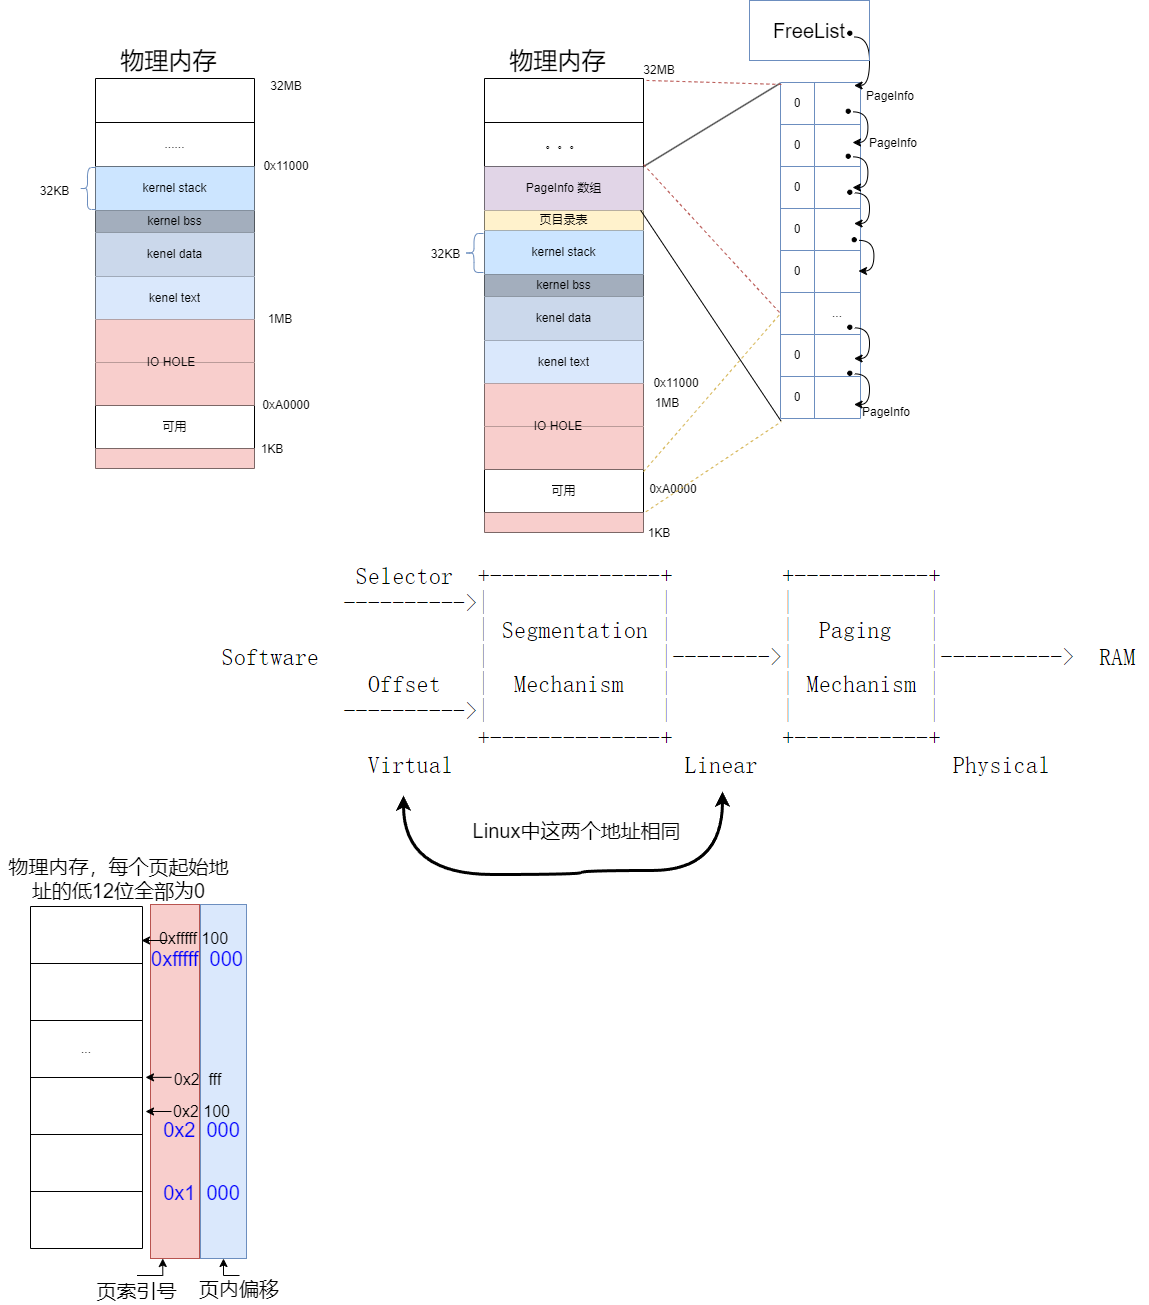 物理内存
32MB
......
0x11000
32KB
kernel stack
kernel bss
kenel data
kenel text
1MB
IO HOLE
0xA0000
可用
1KB
物理内存
32MB
。。。
PageInfo 数组
页目录表
32KB
kernel stack
kernel bss
kenel data
kenel text
0x11000
1MB
IO HOLE
可用
0xA0000
1KB
FreeList
0
PageInfo
0
PageInfo
0
0
0
...
0
0
PageInfo
Selector +--------------+ +-----------+
---------->| | | |
| Segmentation | | Paging |
Software | |-------->| |----------> RAM
Offset | Mechanism | | Mechanism |
---------->| | | |
+--------------+ +-----------+
Virtual Linear Physical
Linux中这两个地址相同
物理内存，每个页起始地
址的低12位全部为0
0xfffff 100
0xfffff 000
...
0x2 fff
0x2 100
0x2 000
0x1 000
页索引号 页内偏移